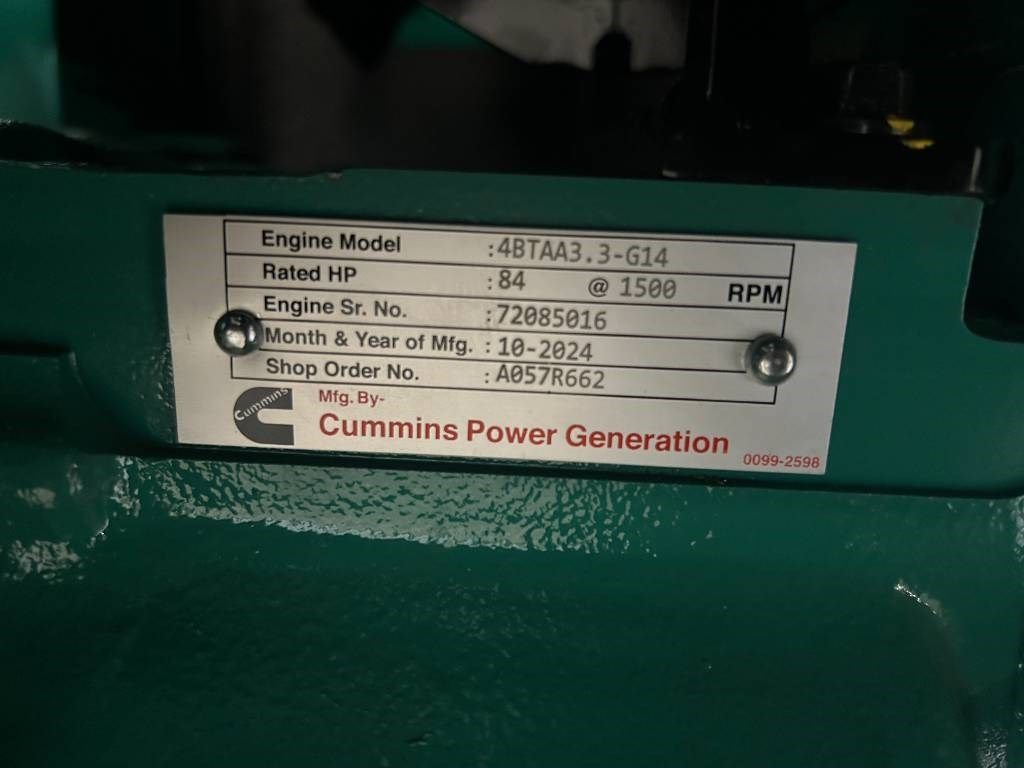 Engine Model :4BTAA3.3-G14
Rated HP :84 @ 1500 RPM
Engine Sr. No. :72085016
Month & Year of Mfg. :10-2024
Shop Order No. :A057R662
Cummins
Mfg. By-
Cummins Power Generation
0099-2598